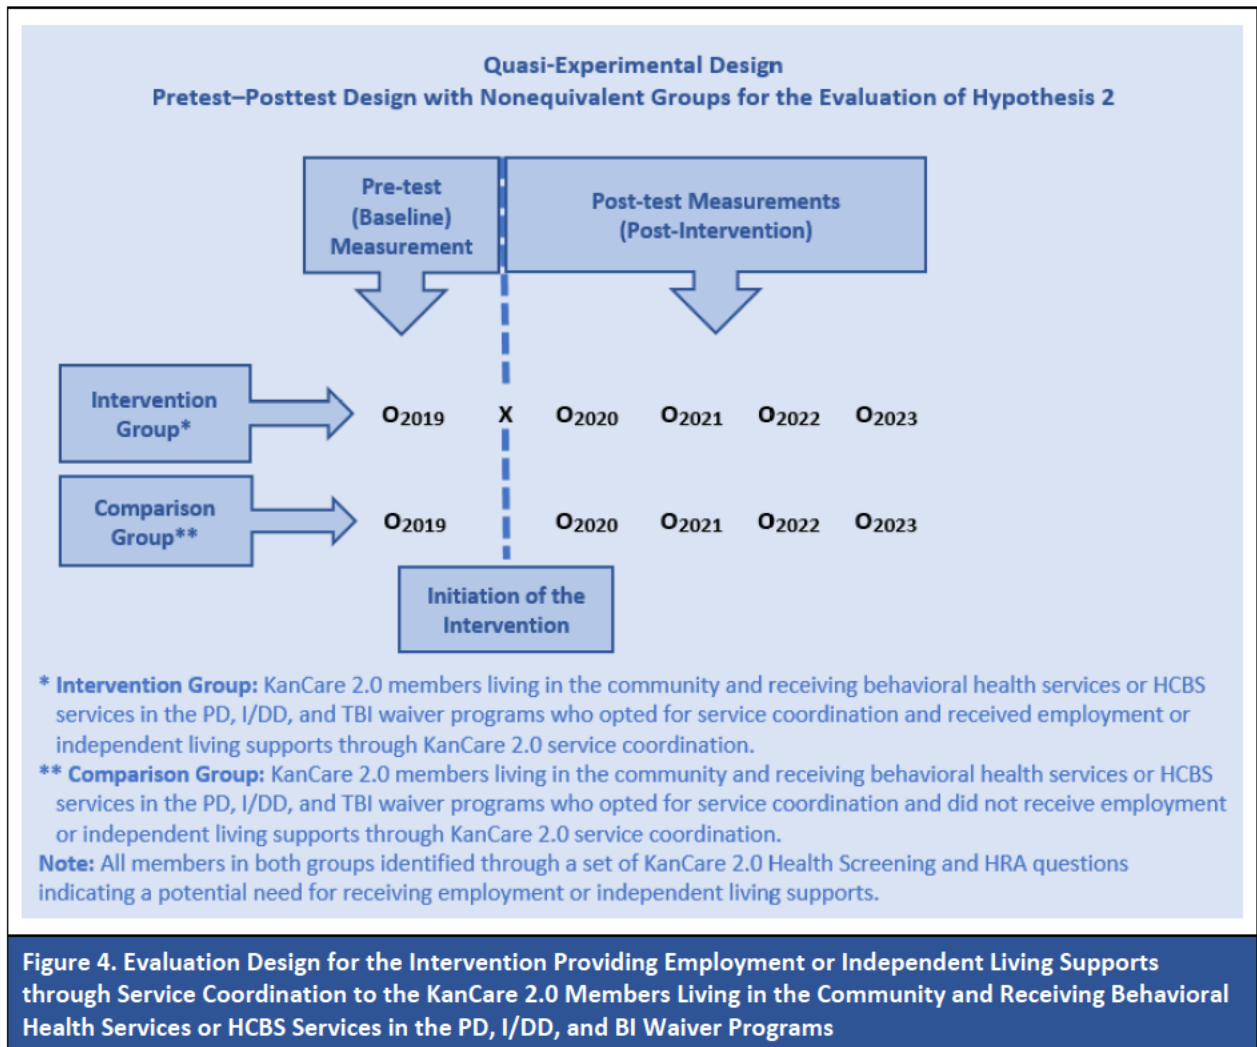 Quasi-Experimental Design
Pretest–Posttest Design with Nonequivalent Groups for the Evaluation of Hypothesis 2
Pre-test
(Baseline)
Measurement
Post-test Measurements
(Post-Intervention)
Intervention
Group*
O2019 X O2020 O2021 O2022 O2023
Comparison
Group**
O2019 O2020 O2021 O2022 O2023
Initiation of the
Intervention
* Intervention Group: KanCare 2.0 members living in the community and receiving behavioral health services or HCBS
services in the PD, I/DD, and TBI waiver programs who opted for service coordination and received employment or
independent living supports through KanCare 2.0 service coordination.
** Comparison Group: KanCare 2.0 members living in the community and receiving behavioral health services or HCBS
services in the PD, I/DD, and TBI waiver programs who opted for service coordination and did not receive employment
or independent living supports through KanCare 2.0 service coordination.
Note: All members in both groups identified through a set of KanCare 2.0 Health Screening and HRA questions
indicating a potential need for receiving employment or independent living supports.
Figure 4. Evaluation Design for the Intervention Providing Employment or Independent Living Supports
through Service Coordination to the KanCare 2.0 Members Living in the Community and Receiving Behavioral
Health Services or HCBS Services in the PD, I/DD, and BI Waiver Programs